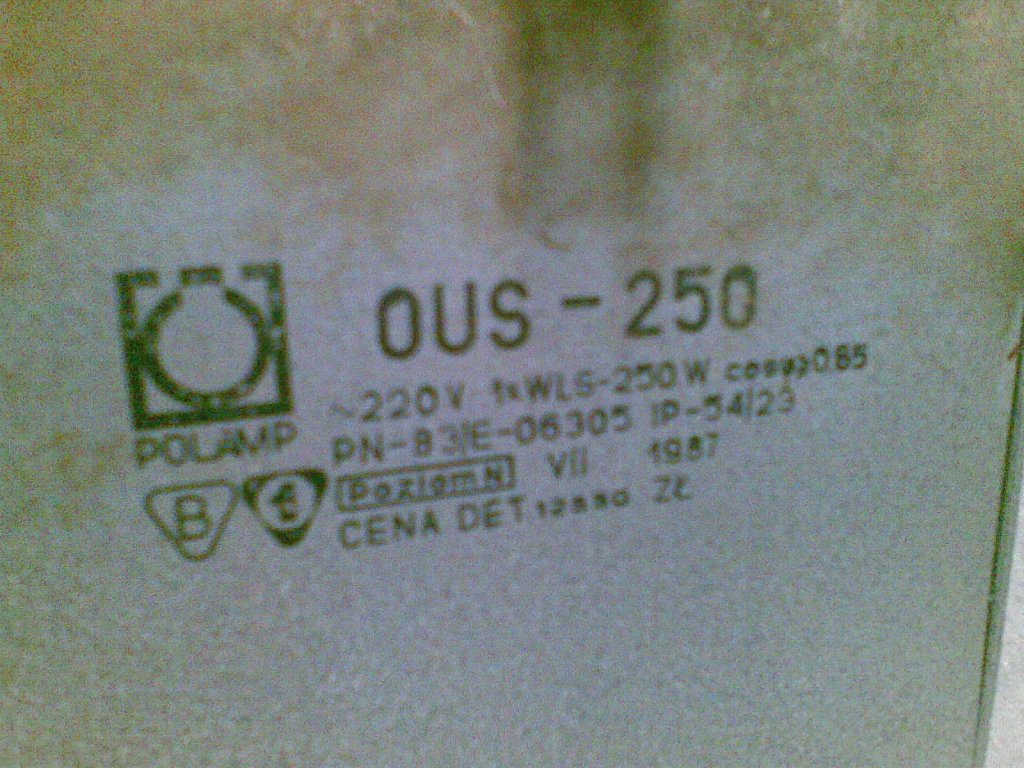 OUS - 250
~220V 1xWLS-250W cosφ 0.85
POLAMP
PN-83/E-06305 IP-54/23
B 1
Poziom N VII 1987
CENA DET ZŁ